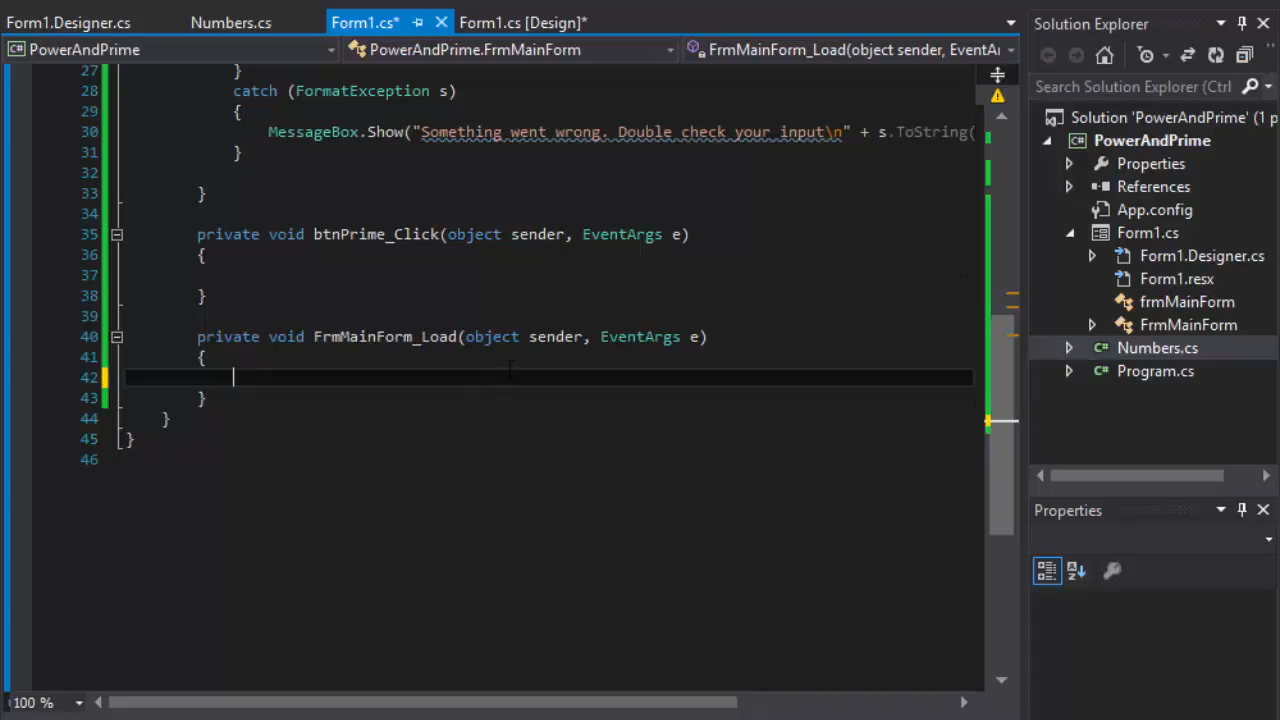 Form1.Designer.cs Numbers.cs Form1.cs* Form1.cs [Design]*
C# PowerAndPrime PowerAndPrime.FrmMainForm FrmMainForm_Load(object sender, EventAr
27 }
28 catch (FormatException s)
29 {
30 MessageBox.Show("Something went wrong. Double check your input\n" + s.ToString(
31 }
32
33 }
34
35 private void btnPrime_Click(object sender, EventArgs e)
36 {
37
38 }
39
40 private void FrmMainForm_Load(object sender, EventArgs e)
41 {
42
43 }
44 }
45 }
46
100 %
Solution Explorer
Search Solution Explorer (Ctrl
Solution 'PowerAndPrime' (1 p
C# PowerAndPrime
Properties
References
App.config
Form1.cs
Form1.Designer.cs
Form1.resx
frmMainForm
FrmMainForm
C# Numbers.cs
C# Program.cs
Properties